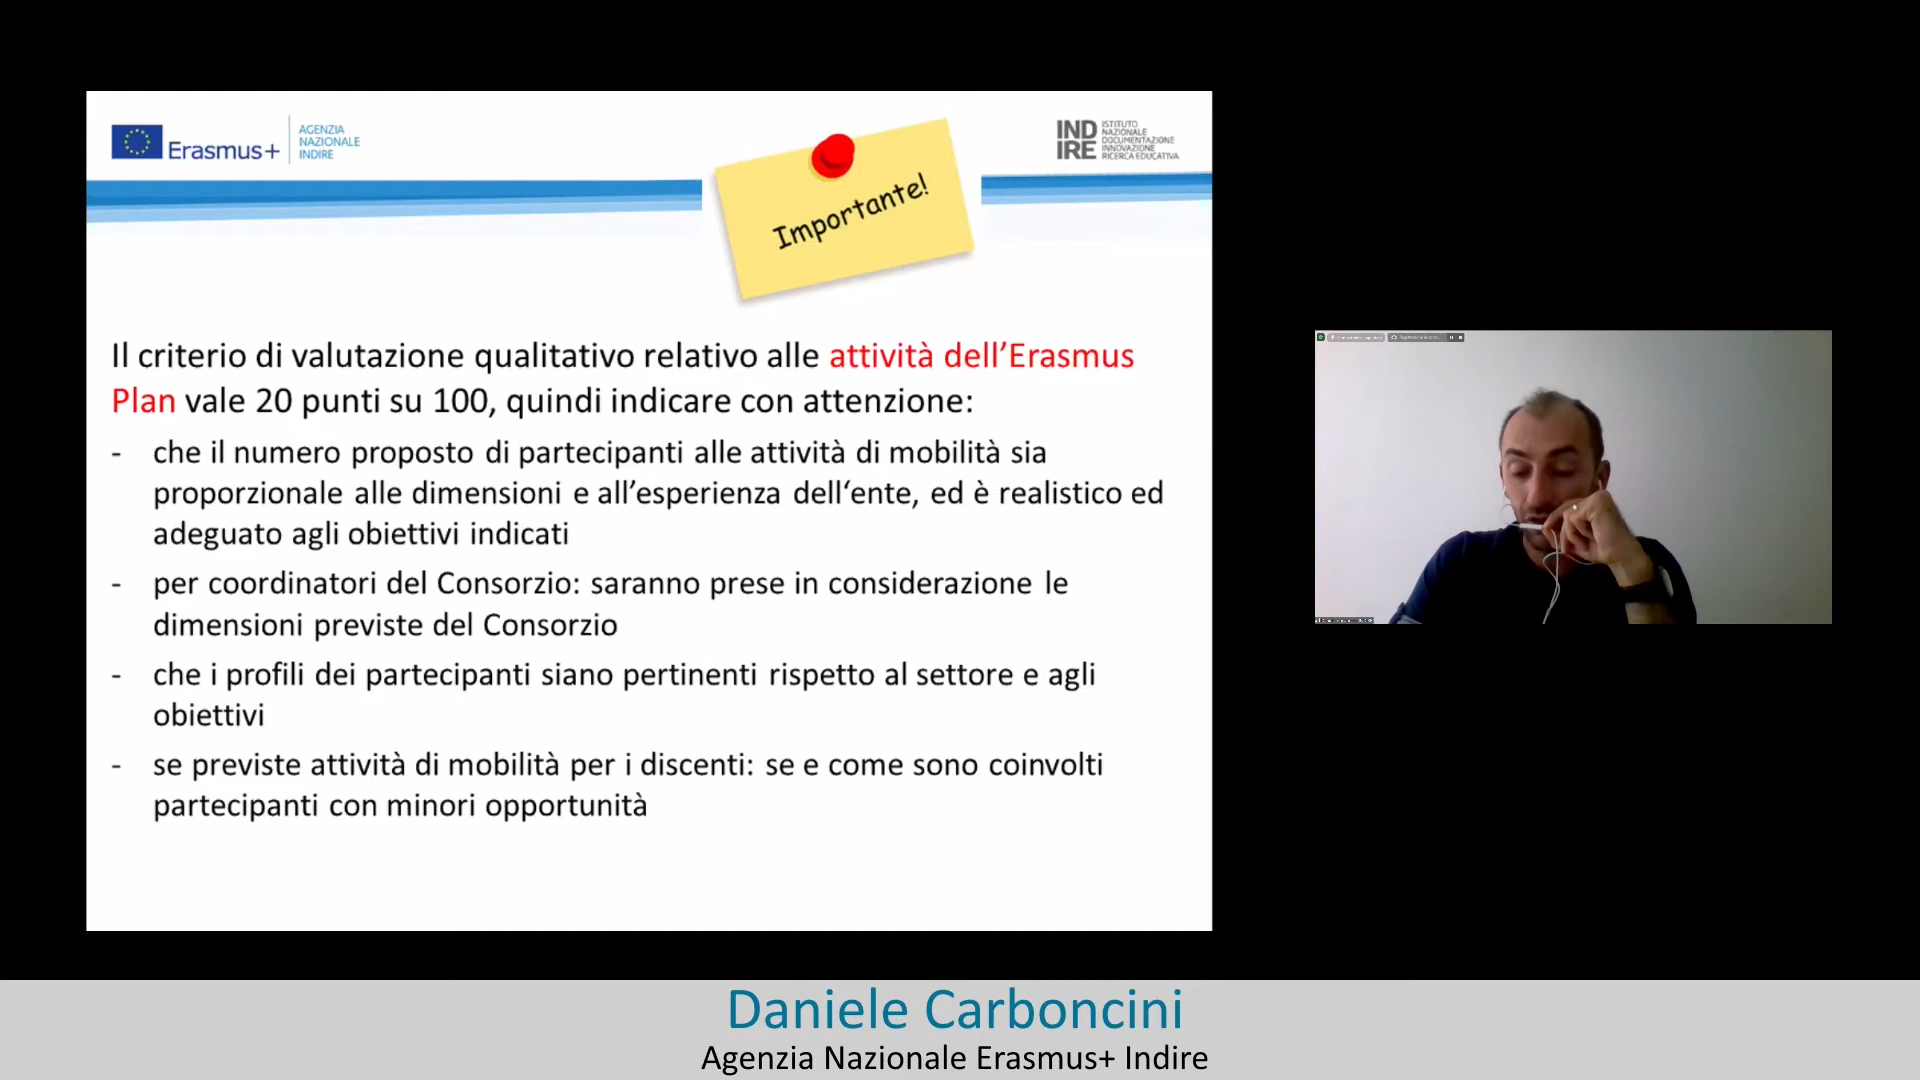 Erasmus+
AGENZIA
NAZIONALE
INDIRE
Importante!
IND
IRE
ISTITUTO
NAZIONALE
DOCUMENTAZIONE
INNOVAZIONE
RICERCA EDUCATIVA
Il criterio di valutazione qualitativo relativo alle attività dell’Erasmus
Plan vale 20 punti su 100, quindi indicare con attenzione:
- che il numero proposto di partecipanti alle attività di mobilità sia
proporzionale alle dimensioni e all’esperienza dell‘ente, ed è realistico ed
adeguato agli obiettivi indicati
- per coordinatori del Consorzio: saranno prese in considerazione le
dimensioni previste del Consorzio
- che i profili dei partecipanti siano pertinenti rispetto al settore e agli
obiettivi
- se previste attività di mobilità per i discenti: se e come sono coinvolti
partecipanti con minori opportunità
Daniele Carboncini
Agenzia Nazionale Erasmus+ Indire